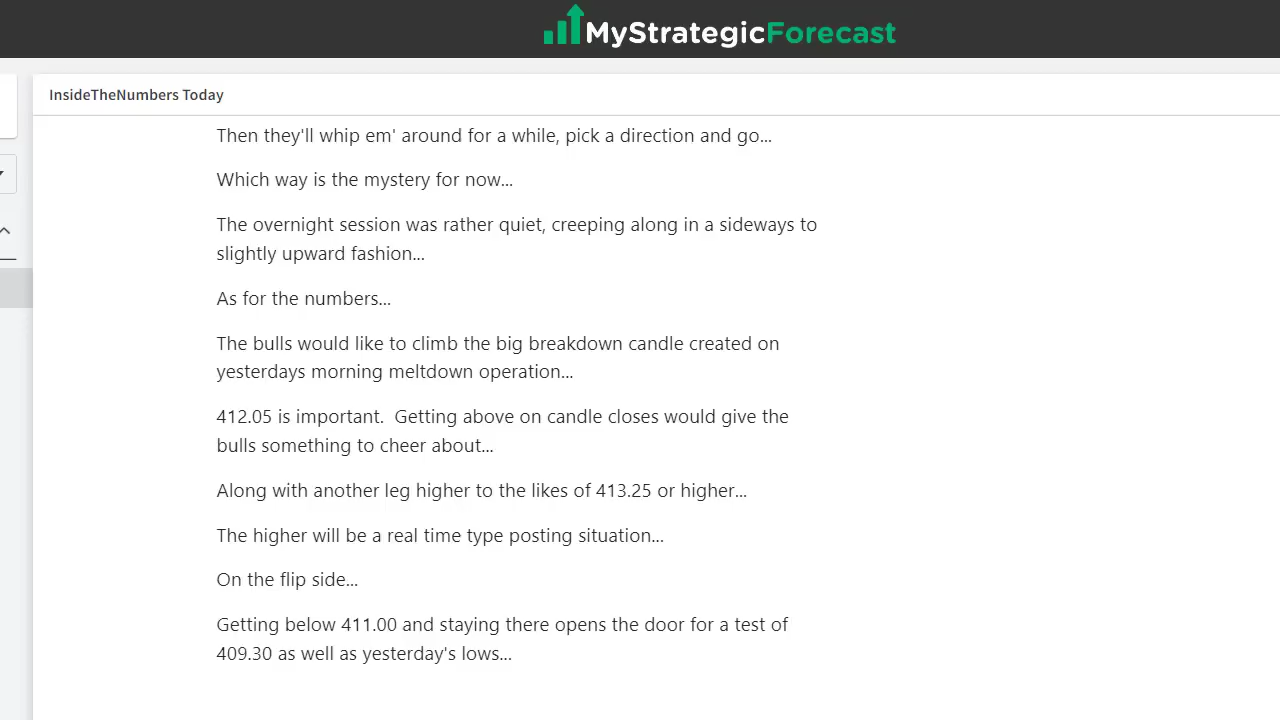 MyStrategicForecast
InsideTheNumbers Today
Then they'll whip em' around for a while, pick a direction and go...
Which way is the mystery for now...
The overnight session was rather quiet, creeping along in a sideways to
slightly upward fashion...
As for the numbers...
The bulls would like to climb the big breakdown candle created on
yesterdays morning meltdown operation...
412.05 is important.  Getting above on candle closes would give the
bulls something to cheer about...
Along with another leg higher to the likes of 413.25 or higher...
The higher will be a real time type posting situation...
On the flip side...
Getting below 411.00 and staying there opens the door for a test of
409.30 as well as yesterday's lows...